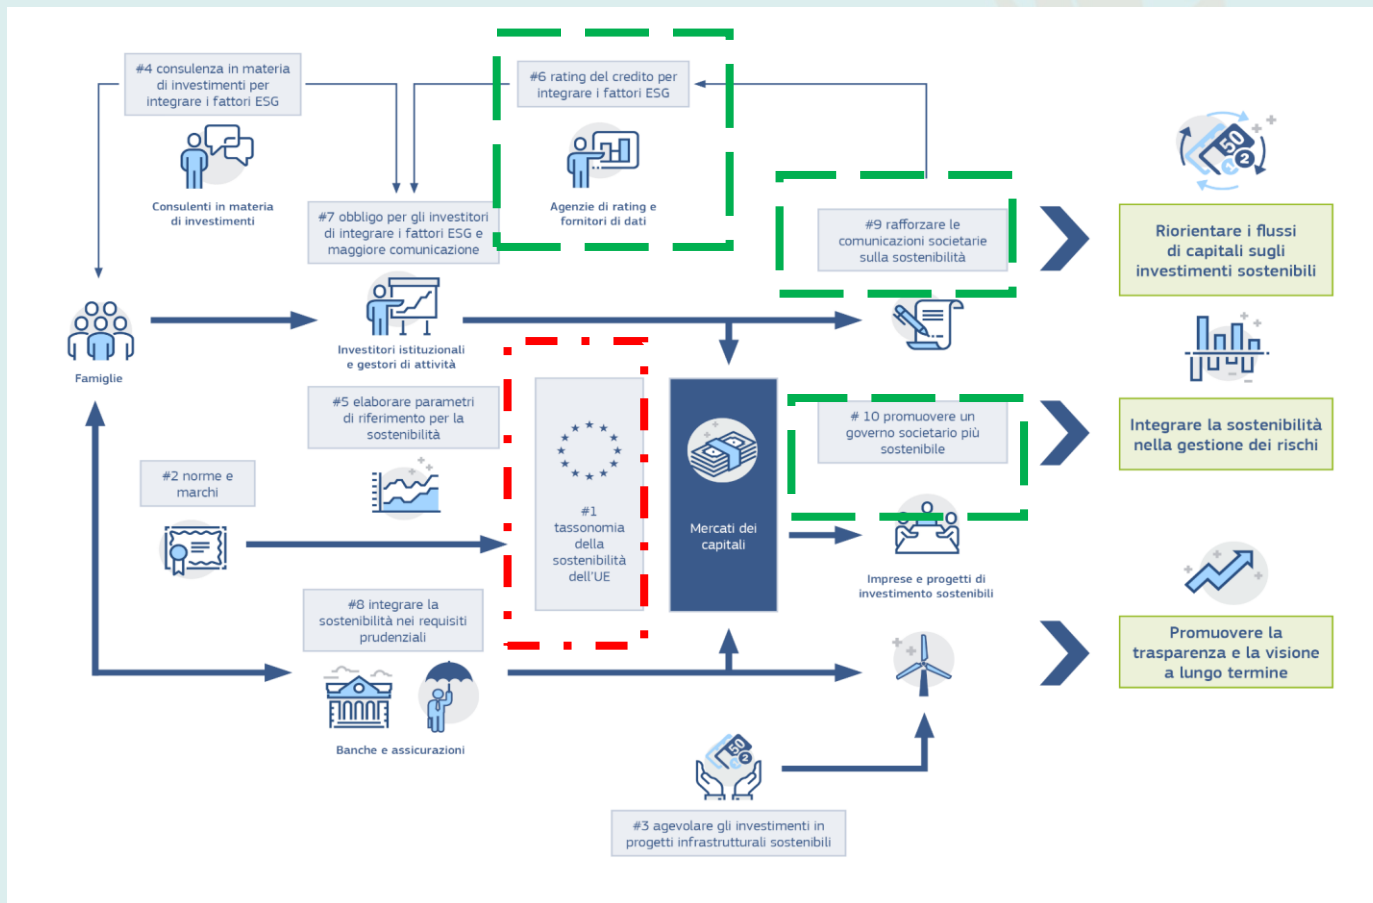 #4 consulenza in materia
di investimenti per
integrare i fattori ESG
Consulenti in materia
di investimenti
#6 rating del credito per
integrare i fattori ESG
Agenzie di rating e
fornitori di dati
#7 obbligo per gli investitori
di integrare i fattori ESG e
maggiore comunicazione
#9 rafforzare le
comunicazioni societarie
sulla sostenibilità
50
2
Riorientare i flussi
di capitali sugli
investimenti sostenibili
Famiglie
Investitori istituzionali
e gestori di attività
#5 elaborare parametri
di riferimento per la
sostenibilità
#2 norme e
marchi
#1
tassonomia
della
sostenibilità
dell'UE
Mercati dei
capitali
# 10 promuovere un
governo societario più
sostenibile
Integrare la sostenibilità
nella gestione dei rischi
Imprese e progetti di
investimento sostenibili
#8 integrare la
sostenibilità nei requisiti
prudenziali
Banche e assicurazioni
Promuovere la
trasparenza e la visione
a lungo termine
50
2
#3 agevolare gli investimenti in
progetti infrastrutturali sostenibili